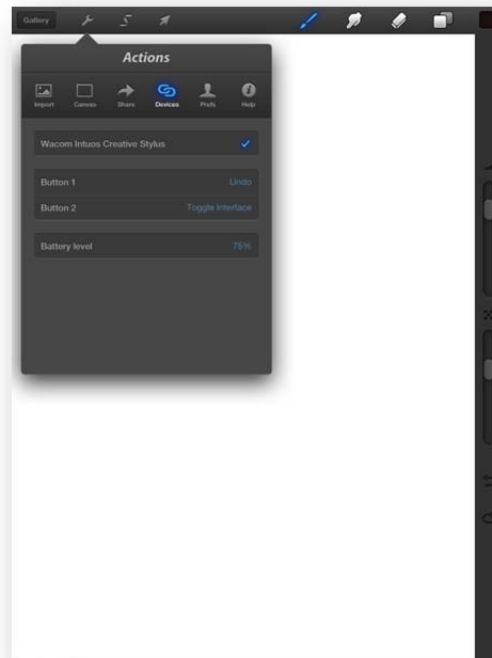 Gallery
Actions
Import Canvas Share Devices Prefs Help
Wacom Intuos Creative Stylus
Button 1 Undo
Button 2 Toggle Interface
Battery level 75%